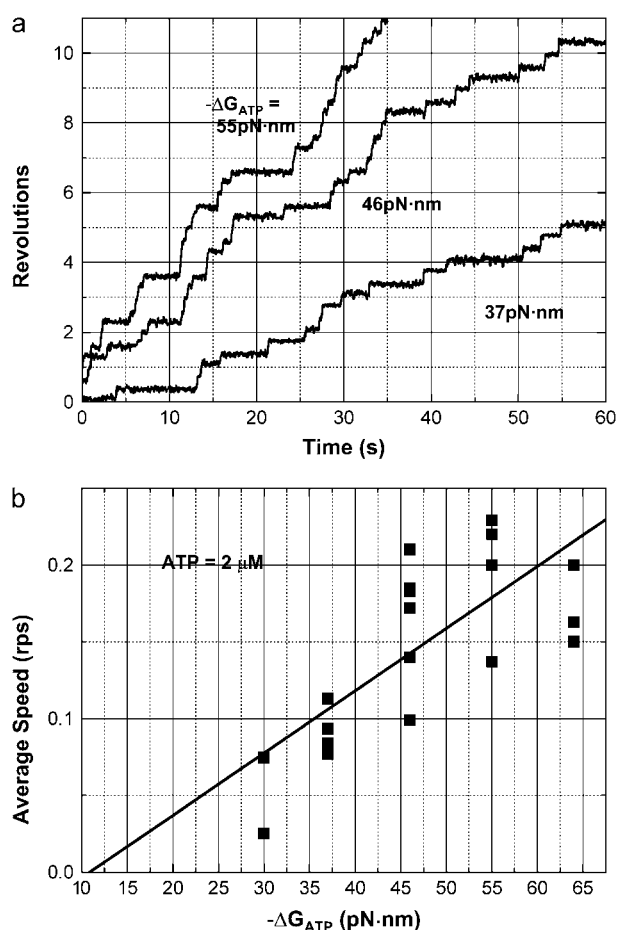 a
10
8
6
4
2
0
Revolutions
-ΔG_ATP =
55pN·nm
46pN·nm
37pN·nm
0 10 20 30 40 50 60
Time (s)
b
ATP = 2 μM
0.2
0.1
0.0
Average Speed (rps)
10 15 20 25 30 35 40 45 50 55 60 65
-ΔG_ATP (pN·nm)